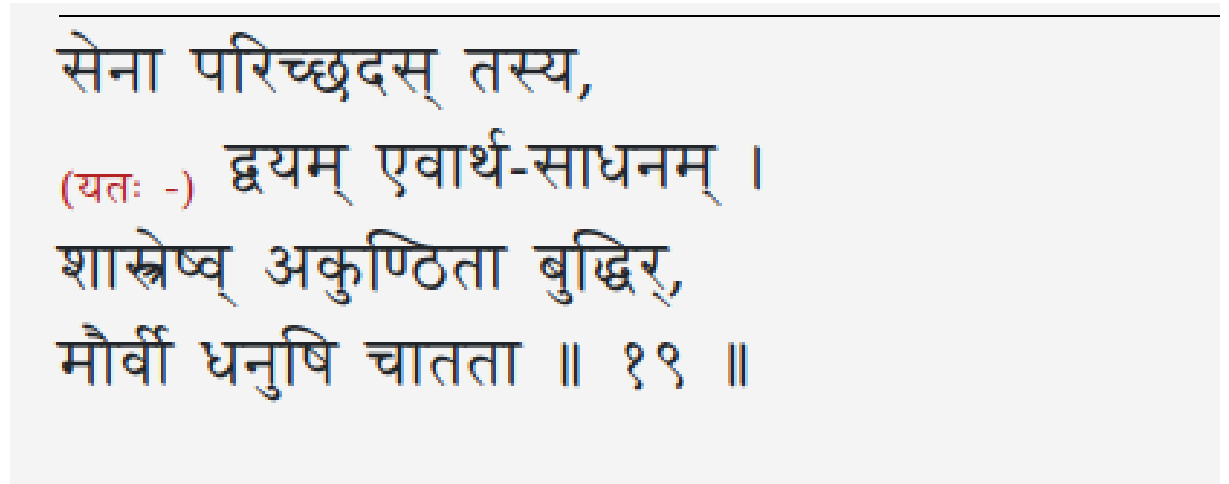 सेना परिच्छदस् तस्य,
(यतः -) द्वयम् एवार्थ-साधनम् ।
शास्त्रेष्व् अकुण्ठिता बुद्धिर्,
मौर्वी धनुषि चातता ॥ १९ ॥